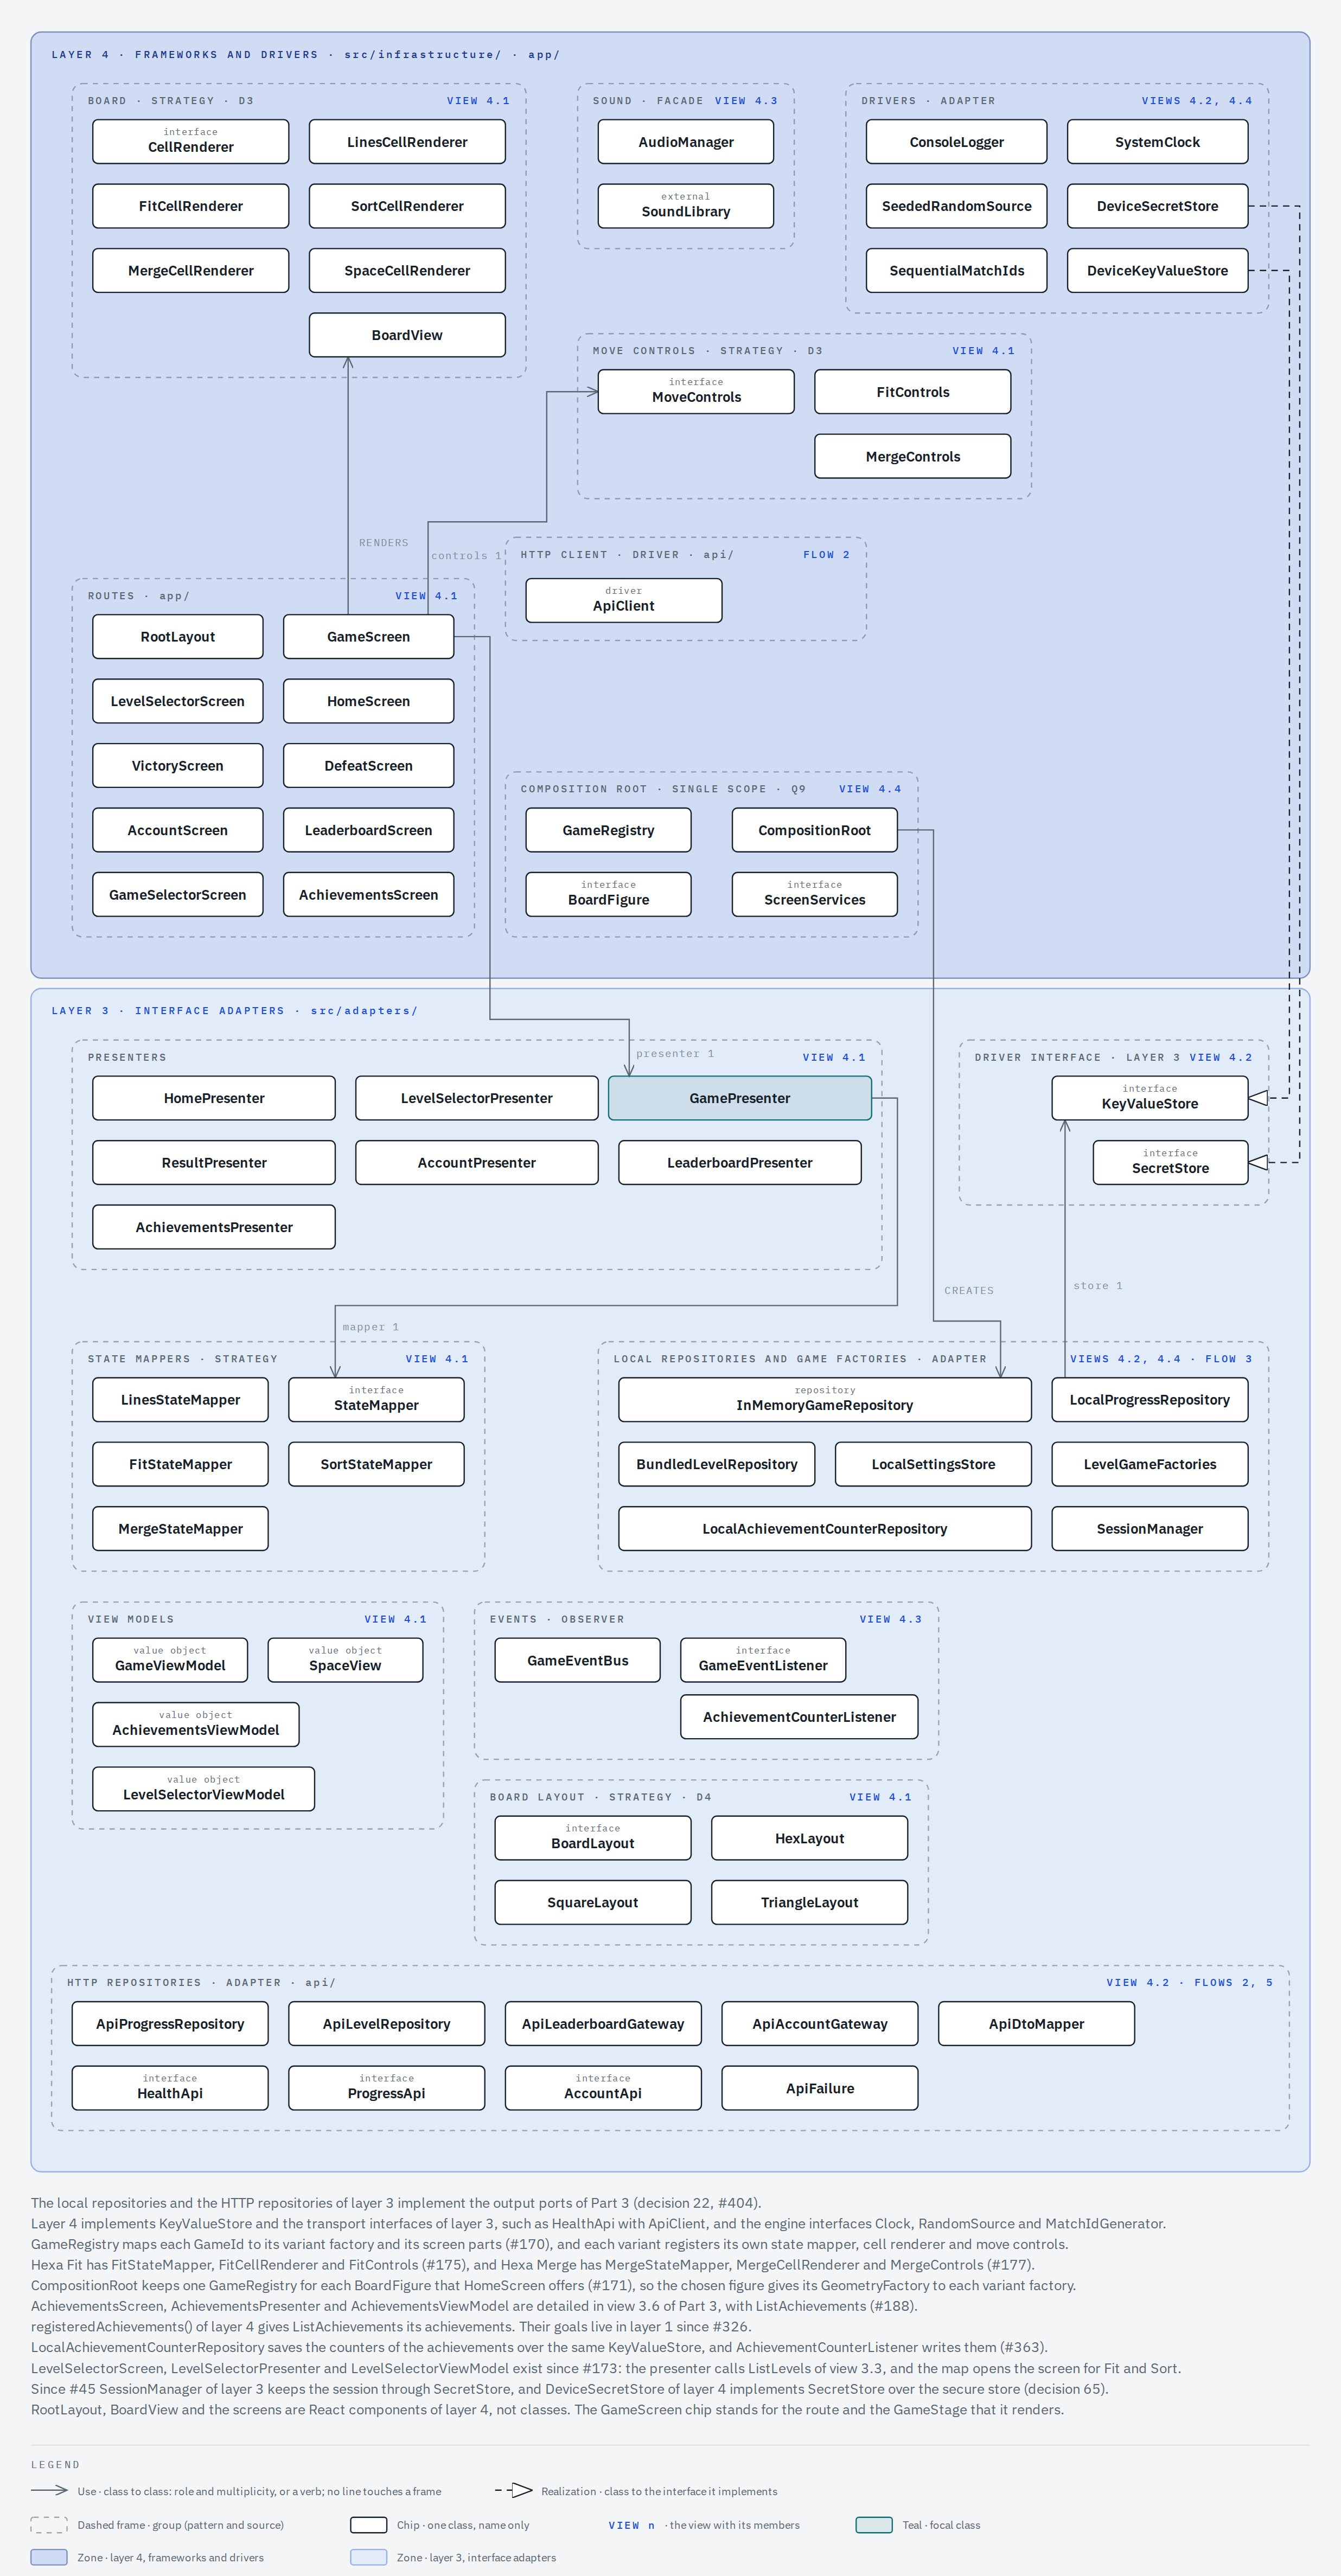 LAYER 4 · FRAMEWORKS AND DRIVERS · src/infrastructure/ · app/
BOARD · STRATEGY · D3
VIEW 4.1
interface
CellRenderer
LinesCellRenderer
FitCellRenderer
SortCellRenderer
MergeCellRenderer
SpaceCellRenderer
BoardView
SOUND · FACADE
VIEW 4.3
AudioManager
external
SoundLibrary
DRIVERS · ADAPTER
VIEWS 4.2, 4.4
ConsoleLogger
SystemClock
SeededRandomSource
DeviceSecretStore
SequentialMatchIds
DeviceKeyValueStore
MOVE CONTROLS · STRATEGY · D3
VIEW 4.1
interface
MoveControls
FitControls
MergeControls
RENDERS
controls 1
HTTP CLIENT · DRIVER · api/
FLOW 2
driver
ApiClient
ROUTES · app/
VIEW 4.1
RootLayout
GameScreen
LevelSelectorScreen
HomeScreen
VictoryScreen
DefeatScreen
AccountScreen
LeaderboardScreen
GameSelectorScreen
AchievementsScreen
COMPOSITION ROOT · SINGLE SCOPE · Q9
VIEW 4.4
GameRegistry
CompositionRoot
interface
BoardFigure
interface
ScreenServices
LAYER 3 · INTERFACE ADAPTERS · src/adapters/
PRESENTERS
presenter 1
VIEW 4.1
HomePresenter
LevelSelectorPresenter
GamePresenter
ResultPresenter
AccountPresenter
LeaderboardPresenter
AchievementsPresenter
DRIVER INTERFACE · LAYER 3
VIEW 4.2
interface
KeyValueStore
interface
SecretStore
CREATES
store 1
mapper 1
STATE MAPPERS · STRATEGY
VIEW 4.1
LinesStateMapper
interface
StateMapper
FitStateMapper
SortStateMapper
MergeStateMapper
LOCAL REPOSITORIES AND GAME FACTORIES · ADAPTER
VIEWS 4.2, 4.4 · FLOW 3
repository
InMemoryGameRepository
LocalProgressRepository
BundledLevelRepository
LocalSettingsStore
LevelGameFactories
LocalAchievementCounterRepository
SessionManager
VIEW MODELS
VIEW 4.1
value object
GameViewModel
value object
SpaceView
value object
AchievementsViewModel
value object
LevelSelectorViewModel
EVENTS · OBSERVER
VIEW 4.3
GameEventBus
interface
GameEventListener
AchievementCounterListener
BOARD LAYOUT · STRATEGY · D4
VIEW 4.1
interface
BoardLayout
HexLayout
SquareLayout
TriangleLayout
HTTP REPOSITORIES · ADAPTER · api/
VIEW 4.2 · FLOWS 2, 5
ApiProgressRepository
ApiLevelRepository
ApiLeaderboardGateway
ApiAccountGateway
ApiDtoMapper
interface
HealthApi
interface
ProgressApi
interface
AccountApi
ApiFailure
The local repositories and the HTTP repositories of layer 3 implement the output ports of Part 3 (decision 22, #404).
Layer 4 implements KeyValueStore and the transport interfaces of layer 3, such as HealthApi with ApiClient, and the engine interfaces Clock, RandomSource and MatchIdGenerator.
GameRegistry maps each GameId to its variant factory and its screen parts (#170), and each variant registers its own state mapper, cell renderer and move controls.
Hexa Fit has FitStateMapper, FitCellRenderer and FitControls (#175), and Hexa Merge has MergeStateMapper, MergeCellRenderer and MergeControls (#177).
CompositionRoot keeps one GameRegistry for each BoardFigure that HomeScreen offers (#171), so the chosen figure gives its GeometryFactory to each variant factory.
AchievementsScreen, AchievementsPresenter and AchievementsViewModel are detailed in view 3.6 of Part 3, with ListAchievements (#188).
registeredAchievements() of layer 4 gives ListAchievements its achievements. Their goals live in layer 1 since #326.
LocalAchievementCounterRepository saves the counters of the achievements over the same KeyValueStore, and AchievementCounterListener writes them (#363).
LevelSelectorScreen, LevelSelectorPresenter and LevelSelectorViewModel exist since #173: the presenter calls ListLevels of view 3.3, and the map opens the screen for Fit and Sort.
Since #45 SessionManager of layer 3 keeps the session through SecretStore, and DeviceSecretStore of layer 4 implements SecretStore over the secure store (decision 65).
RootLayout, BoardView and the screens are React components of layer 4, not classes. The GameScreen chip stands for the route and the GameStage that it renders.
LEGEND
Use · class to class: role and multiplicity, or a verb; no line touches a frame
Realization · class to the interface it implements
Dashed frame · group (pattern and source)
Chip · one class, name only
VIEW n · the view with its members
Teal · focal class
Zone · layer 4, frameworks and drivers
Zone · layer 3, interface adapters